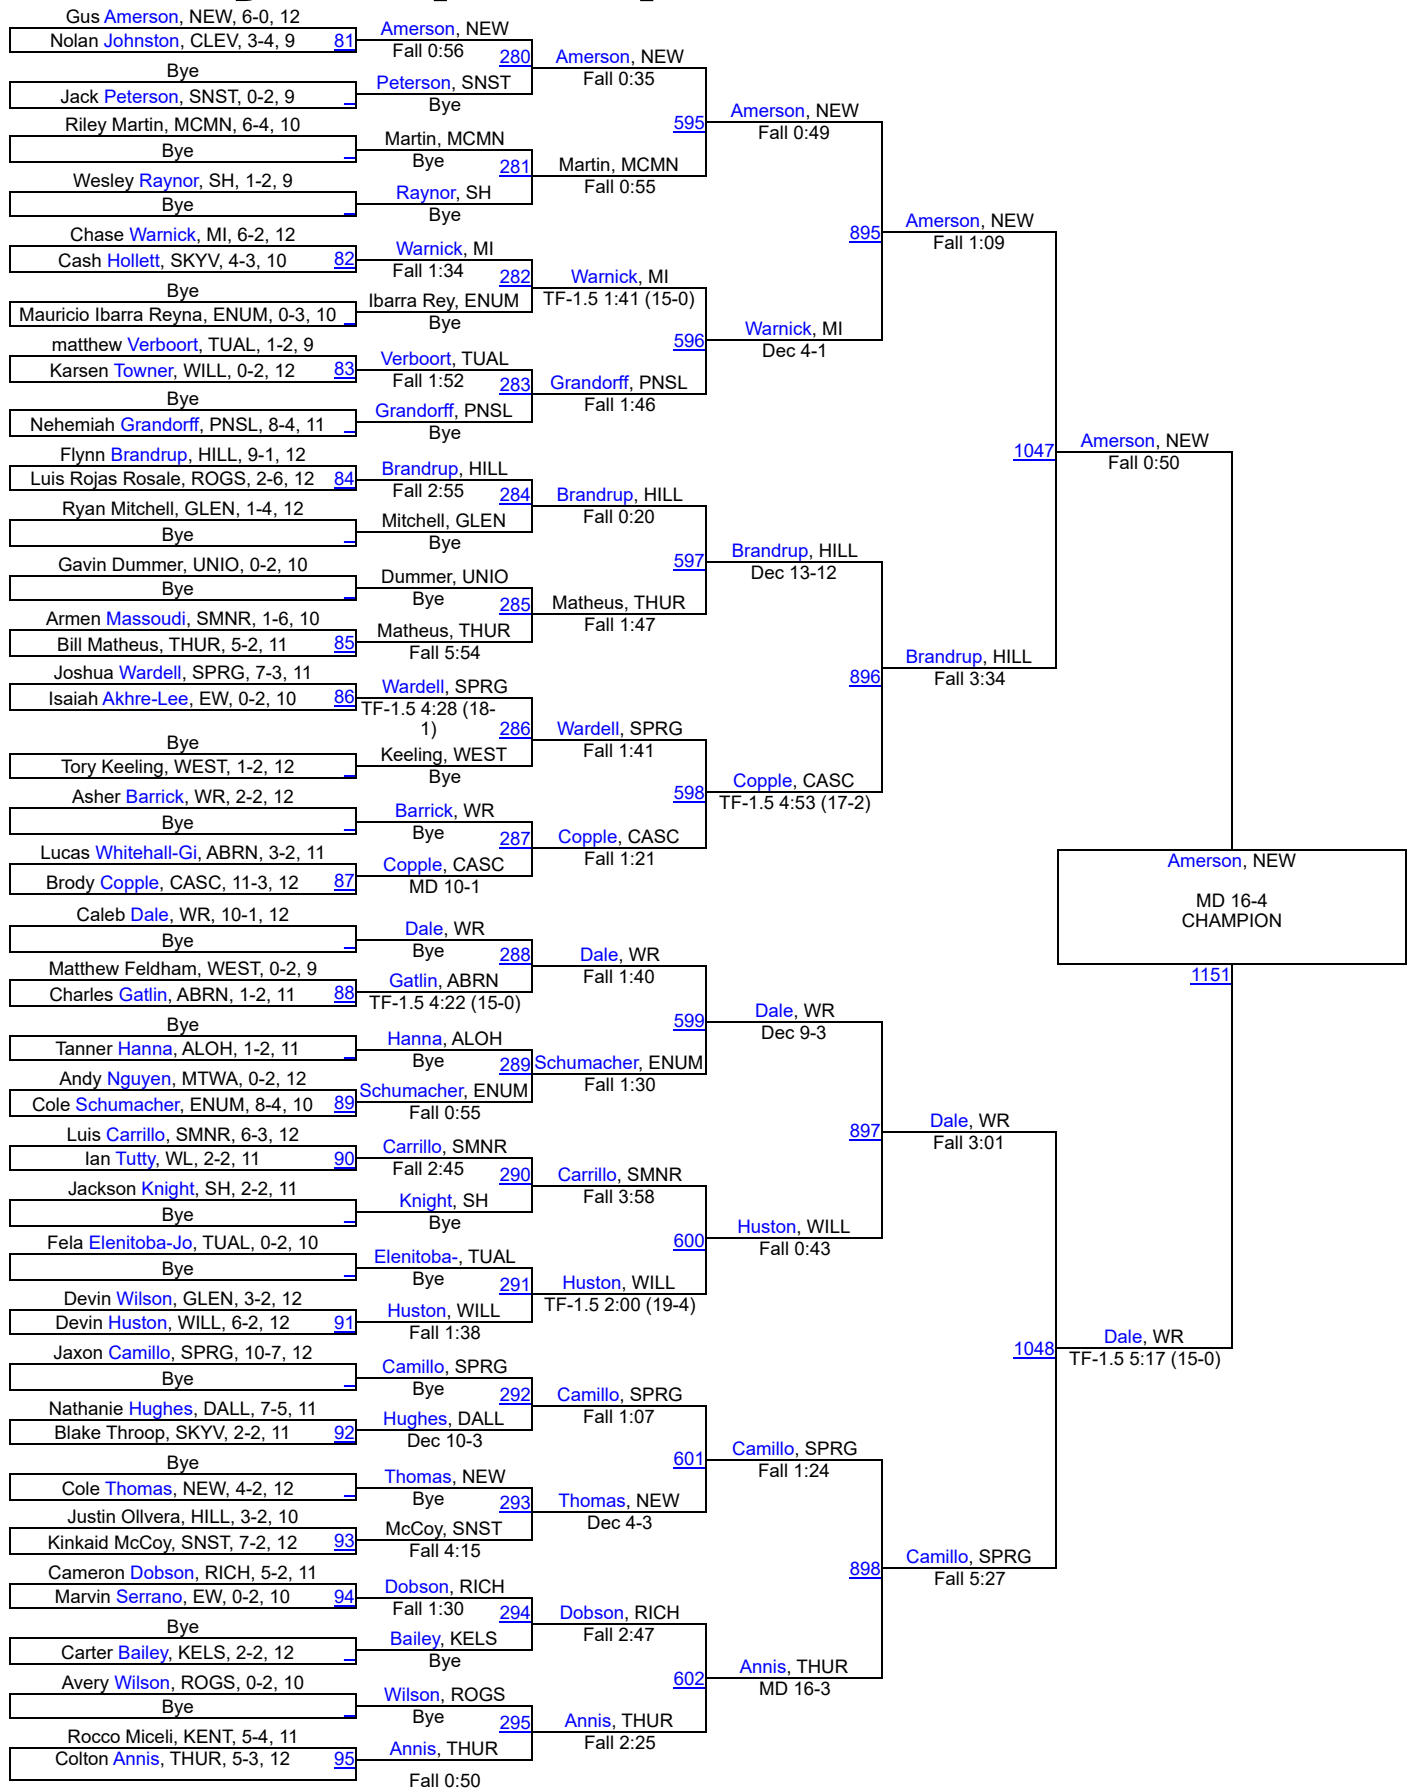 Gus Amerson, NEW, 6-0, 12
Nolan Johnston, CLEV, 3-4, 9 81
Bye
Jack Peterson, SNST, 0-2, 9
Riley Martin, MCMN, 6-4, 10
Bye
Wesley Raynor, SH, 1-2, 9
Bye
Chase Warnick, MI, 6-2, 12
Cash Hollett, SKYV, 4-3, 10 82
Bye
Mauricio Ibarra Reyna, ENUM, 0-3, 10
matthew Verboort, TUAL, 1-2, 9
Karsen Towner, WILL, 0-2, 12 83
Bye
Nehemiah Grandorff, PNSL, 8-4, 11
Flynn Brandrup, HILL, 9-1, 12
Luis Rojas Rosale, ROGS, 2-6, 12 84
Ryan Mitchell, GLEN, 1-4, 12
Bye
Gavin Dummer, UNIO, 0-2, 10
Bye
Armen Massoudi, SMNR, 1-6, 10
Bill Matheus, THUR, 5-2, 11 85
Joshua Wardell, SPRG, 7-3, 11
Isaiah Akhre-Lee, EW, 0-2, 10 86
Bye
Tory Keeling, WEST, 1-2, 12
Asher Barrick, WR, 2-2, 12
Bye
Lucas Whitehall-Gi, ABRN, 3-2, 11
Brody Copple, CASC, 11-3, 12 87
Caleb Dale, WR, 10-1, 12
Bye
Matthew Feldham, WEST, 0-2, 9
Charles Gatlin, ABRN, 1-2, 11 88
Bye
Tanner Hanna, ALOH, 1-2, 11
Andy Nguyen, MTWA, 0-2, 12
Cole Schumacher, ENUM, 8-4, 10 89
Luis Carrillo, SMNR, 6-3, 12
Ian Tutty, WL, 2-2, 11 90
Jackson Knight, SH, 2-2, 11
Bye
Fela Elenitoba-Jo, TUAL, 0-2, 10
Bye
Devin Wilson, GLEN, 3-2, 12
Devin Huston, WILL, 6-2, 12 91
Jaxon Camillo, SPRG, 10-7, 12
Bye
Nathanie Hughes, DALL, 7-5, 11
Blake Throop, SKYV, 2-2, 11 92
Bye
Cole Thomas, NEW, 4-2, 12
Justin Ollvera, HILL, 3-2, 10
Kinkaid McCoy, SNST, 7-2, 12 93
Cameron Dobson, RICH, 5-2, 11
Marvin Serrano, EW, 0-2, 10 94
Bye
Carter Bailey, KELS, 2-2, 12
Avery Wilson, ROGS, 0-2, 10
Bye
Rocco Miceli, KENT, 5-4, 11
Colton Annis, THUR, 5-3, 12 95
Amerson, NEW
Fall 0:56
280
Peterson, SNST
Bye
Martin, MCMN
Bye
281
Raynor, SH
Bye
Warnick, MI
Fall 1:34
282
Ibarra Rey, ENUM
Bye
Verboort, TUAL
Fall 1:52
283
Grandorff, PNSL
Bye
Brandrup, HILL
Fall 2:55
284
Mitchell, GLEN
Bye
Dummer, UNIO
Bye
285
Matheus, THUR
Fall 5:54
Wardell, SPRG
TF-1.5 4:28 (18-
1)
286
Keeling, WEST
Bye
Barrick, WR
Bye
287
Copple, CASC
MD 10-1
Dale, WR
Bye
288
Gatlin, ABRN
TF-1.5 4:22 (15-0)
Hanna, ALOH
Bye
289
Schumacher, ENUM
Fall 0:55
Carrillo, SMNR
Fall 2:45
290
Knight, SH
Bye
Elenitoba-, TUAL
Bye
291
Huston, WILL
Fall 1:38
Camillo, SPRG
Bye
292
Hughes, DALL
Dec 10-3
Thomas, NEW
Bye
293
McCoy, SNST
Fall 4:15
Dobson, RICH
Fall 1:30
294
Bailey, KELS
Bye
Wilson, ROGS
Bye
295
Annis, THUR
Fall 0:50
Amerson, NEW
Fall 0:35
595
Martin, MCMN
Fall 0:55
Warnick, MI
TF-1.5 1:41 (15-0)
596
Grandorff, PNSL
Fall 1:46
Brandrup, HILL
Fall 0:20
597
Matheus, THUR
Fall 1:47
Wardell, SPRG
Fall 1:41
598
Copple, CASC
Fall 1:21
Dale, WR
Fall 1:40
599
Schumacher, ENUM
Fall 1:30
Carrillo, SMNR
Fall 3:58
600
Huston, WILL
TF-1.5 2:00 (19-4)
Camillo, SPRG
Fall 1:07
601
Thomas, NEW
Dec 4-3
Dobson, RICH
Fall 2:47
602
Annis, THUR
Fall 2:25
Amerson, NEW
Fall 0:49
895
Warnick, MI
Dec 4-1
Brandrup, HILL
Dec 13-12
896
Copple, CASC
TF-1.5 4:53 (17-2)
Dale, WR
Dec 9-3
897
Huston, WILL
Fall 0:43
Camillo, SPRG
Fall 1:24
898
Annis, THUR
MD 16-3
Amerson, NEW
Fall 1:09
1047
Brandrup, HILL
Fall 3:34
Dale, WR
Fall 3:01
1048
Camillo, SPRG
Fall 5:27
Amerson, NEW
Fall 0:50
Amerson, NEW
MD 16-4
CHAMPION
1151
Dale, WR
TF-1.5 5:17 (15-0)